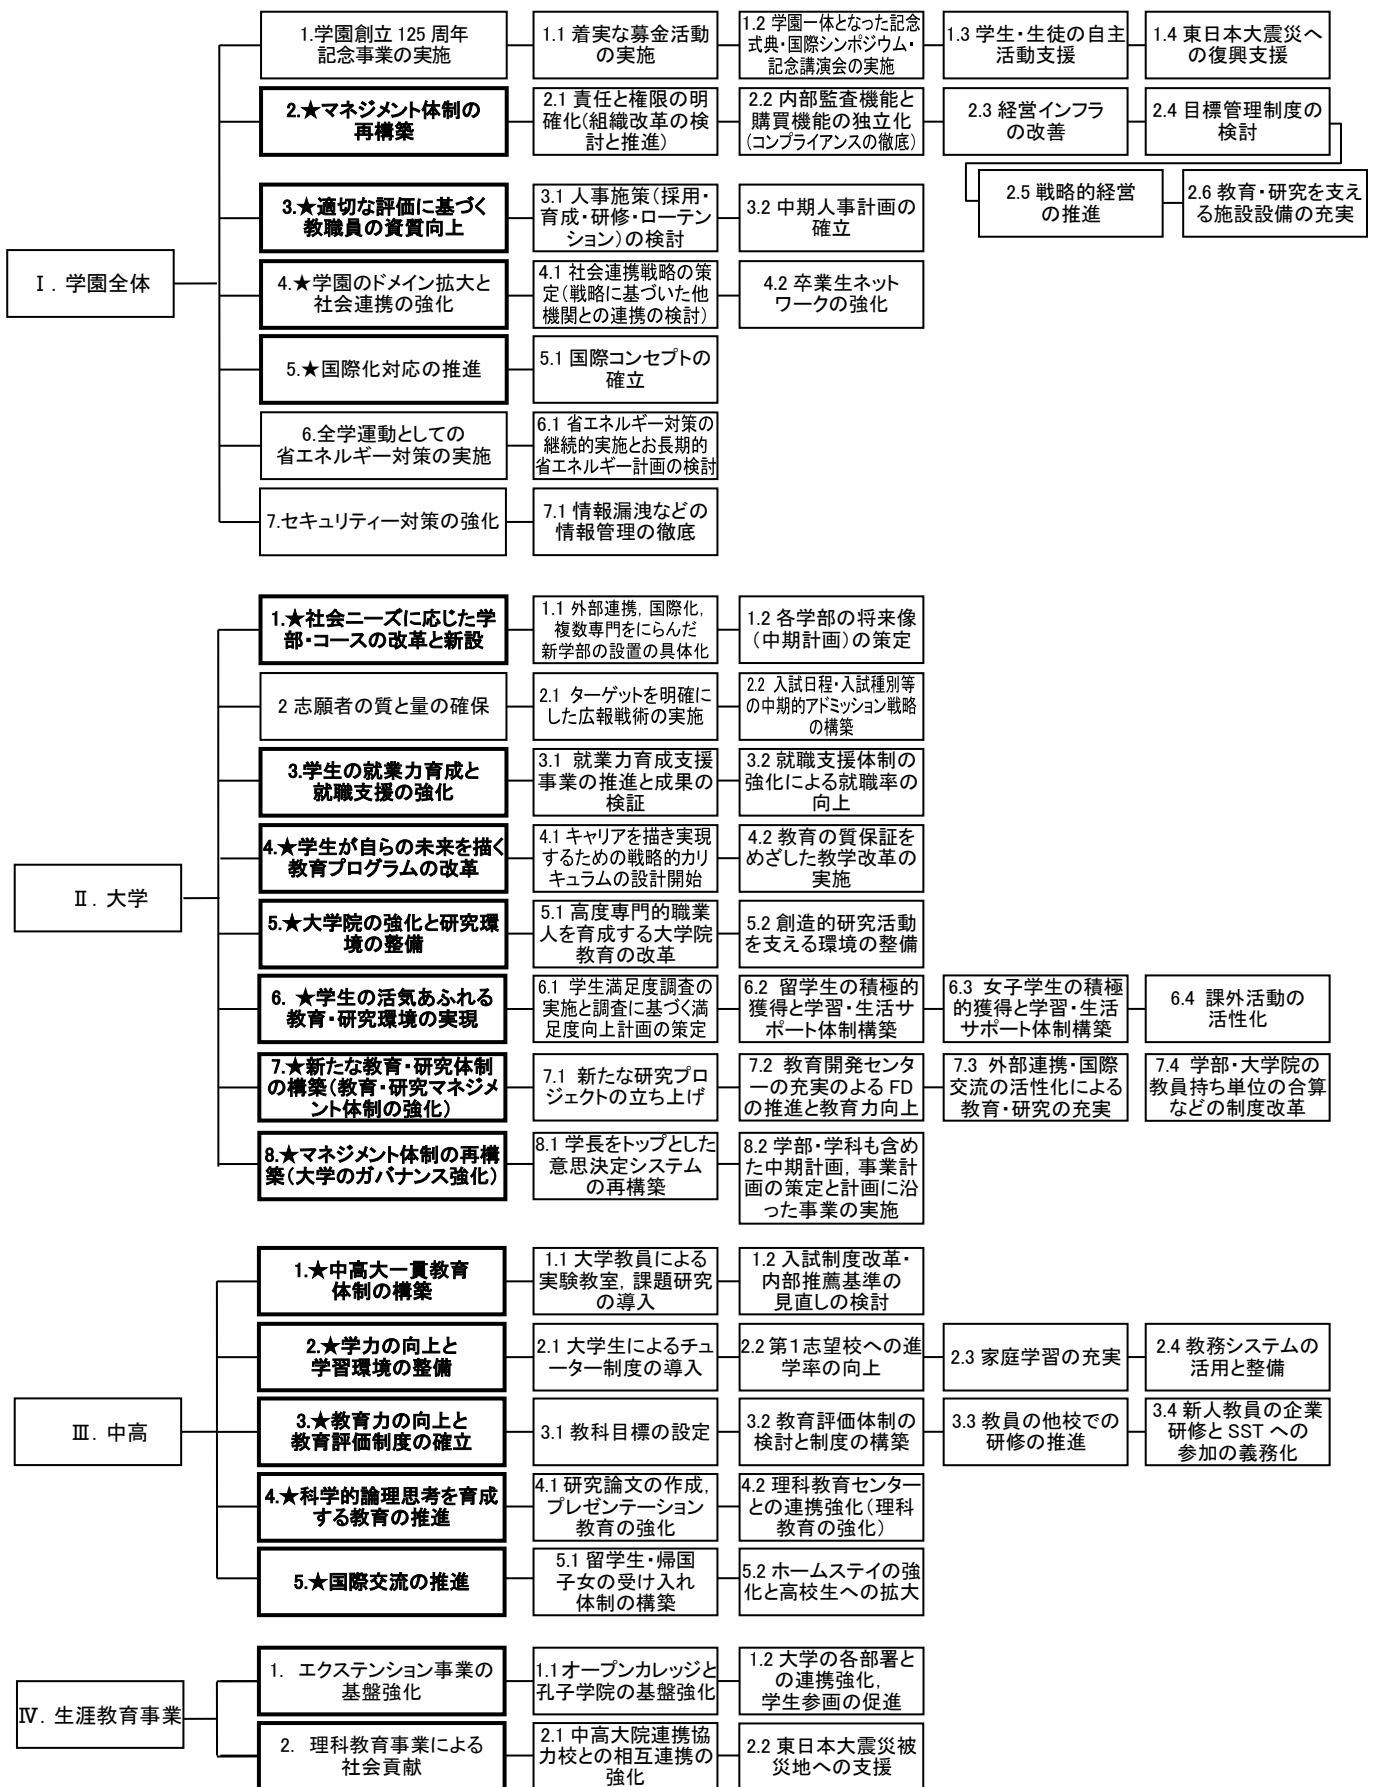 Ⅰ. 学園全体
1.学園創立 125 周年
記念事業の実施
1.1 着実な募金活動
の実施
1.2 学園一体となった記念
式典・国際シンポジウム・
記念講演会の実施
1.3 学生・生徒の自主
活動支援
1.4 東日本大震災へ
の復興支援
2.★マネジメント体制の
再構築
2.1 責任と権限の明
確化(組織改革の検
討と推進)
2.2 内部監査機能と
購買機能の独立化
(コンプライアンスの徹底)
2.3 経営インフラ
の改善
2.4 目標管理制度の
検討
2.5 戦略的経営
の推進
2.6 教育・研究を支え
る施設設備の充実
3.★適切な評価に基づく
教職員の資質向上
3.1 人事施策(採用・
育成・研修・ローテン
ション)の検討
3.2 中期人事計画の
確立
4.★学園のドメイン拡大と
社会連携の強化
4.1 社会連携戦略の策
定(戦略に基づいた他
機関との連携の検討)
4.2 卒業生ネット
ワークの強化
5.★国際化対応の推進
5.1 国際コンセプトの
確立
6.全学運動としての
省エネルギー対策の実施
6.1 省エネルギー対策の
継続的実施とお長期的
省エネルギー計画の検討
7.セキュリティー対策の強化
7.1 情報漏洩などの
情報管理の徹底
Ⅱ. 大学
1.★社会ニーズに応じた学
部・コースの改革と新設
1.1 外部連携, 国際化,
複数専門をにらんだ
新学部の設置の具体化
1.2 各学部の将来像
(中期計画)の策定
2 志願者の質と量の確保
2.1 ターゲットを明確に
した広報戦術の実施
2.2 入試日程・入試種別等
の中期的アドミッション戦略
の構築
3.学生の就業力育成と
就職支援の強化
3.1 就業力育成支援
事業の推進と成果の
検証
3.2 就職支援体制の
強化による就職率の
向上
4.★学生が自らの未来を描く
教育プログラムの改革
4.1 キャリアを描き実現
するための戦略的カリ
キュラムの設計開始
4.2 教育の質保証を
めざした教学改革の
実施
5.★大学院の強化と研究環
境の整備
5.1 高度専門的職業
人を育成する大学院
教育の改革
5.2 創造的研究活動
を支える環境の整備
6. ★学生の活気あふれる
教育・研究環境の実現
6.1 学生満足度調査の
実施と調査に基づく満
足度向上計画の策定
6.2 留学生の積極的
獲得と学習・生活サ
ポート体制構築
6.3 女子学生の積極
的獲得と学習・生活
サポート体制構築
6.4 課外活動の
活性化
7.★新たな教育・研究体制
の構築(教育・研究マネジメ
ント体制の強化)
7.1 新たな研究プロ
ジェクトの立ち上げ
7.2 教育開発センタ
ーの充実のよる FD
の推進と教育力向上
7.3 外部連携・国際
交流の活性化による
教育・研究の充実
7.4 学部・大学院の
教員持ち単位の合算
などの制度改革
8.★マネジメント体制の再構
築(大学のガバナンス強化)
8.1 学長をトップとした
意思決定システム
の再構築
8.2 学部・学科も含め
た中期計画, 事業計
画の策定と計画に沿
った事業の実施
Ⅲ. 中高
1.★中高大一貫教育
体制の構築
1.1 大学教員による
実験教室, 課題研究
の導入
1.2 入試制度改革・
内部推薦基準の
見直しの検討
2.★学力の向上と
学習環境の整備
2.1 大学生によるチュ
ーター制度の導入
2.2 第1志望校への進
学率の向上
2.3 家庭学習の充実
2.4 教務システムの
活用と整備
3.★教育力の向上と
教育評価制度の確立
3.1 教科目標の設定
3.2 教育評価体制の
検討と制度の構築
3.3 教員の他校での
研修の推進
3.4 新人教員の企業
研修と SST への
参加の義務化
4.★科学的論理思考を育成
する教育の推進
4.1 研究論文の作成,
プレゼンテーション
教育の強化
4.2 理科教育センター
との連携強化(理科
教育の強化)
5.★国際交流の推進
5.1 留学生・帰国
子女の受け入れ
体制の構築
5.2 ホームステイの強
化と高校生への拡大
Ⅳ. 生涯教育事業
1. エクステンション事業の
基盤強化
1.1 オープンカレッジと
孔子学院の基盤強化
1.2 大学の各部署と
の連携強化,
学生参画の促進
2. 理科教育事業による
社会貢献
2.1 中高大院連携協
力校との相互連携の
強化
2.2 東日本大震災被
災地への支援